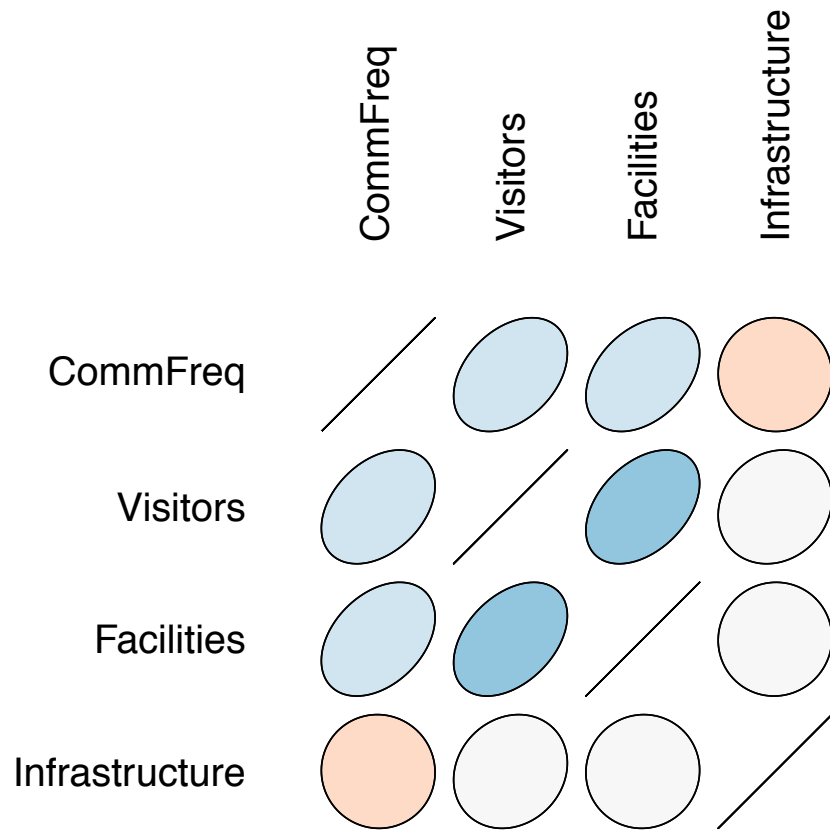 CommFreq
Visitors
Facilities
Infrastructure
CommFreq
Visitors
Facilities
Infrastructure